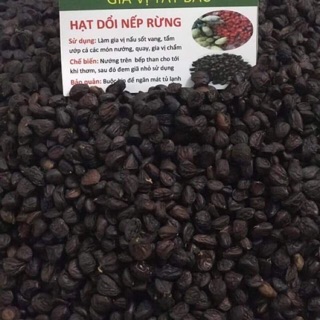 GIA VỊ TÂY BẮC
HẠT DỔI NẾP RỪNG
Sử dụng: Làm gia vị nấu sốt vang, tẩm
ướp cá các món nướng, quay, gia vị chấm
Chế biến: Nướng trên bếp than cho tới
khi thơm, sau đó đem giã nhỏ sử dụng
Bảo quản: Buộc kín để ngăn mát tủ lạnh